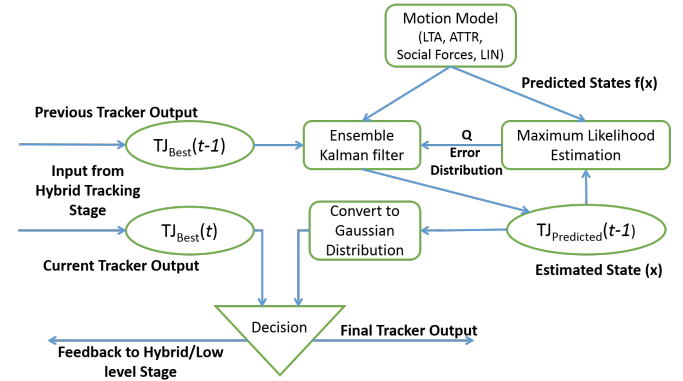 Motion Model
(LTA, ATTR,
Social Forces, LIN)
Predicted States f(x)
Previous Tracker Output
TJBest(t-1)
Ensemble
Kalman filter
Q
Error
Distribution
Maximum Likelihood
Estimation
Input from
Hybrid Tracking
Stage
TJBest(t)
Convert to
Gaussian
Distribution
TJPredicted(t-1)
Current Tracker Output
Estimated State (x)
Decision
Final Tracker Output
Feedback to Hybrid/Low
level Stage